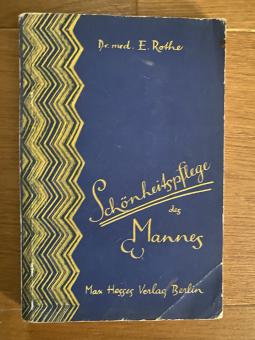 Dr. med. E. Rothe
Schönheitspflege
des
Mannes
Max Hesses Verlag Berlin